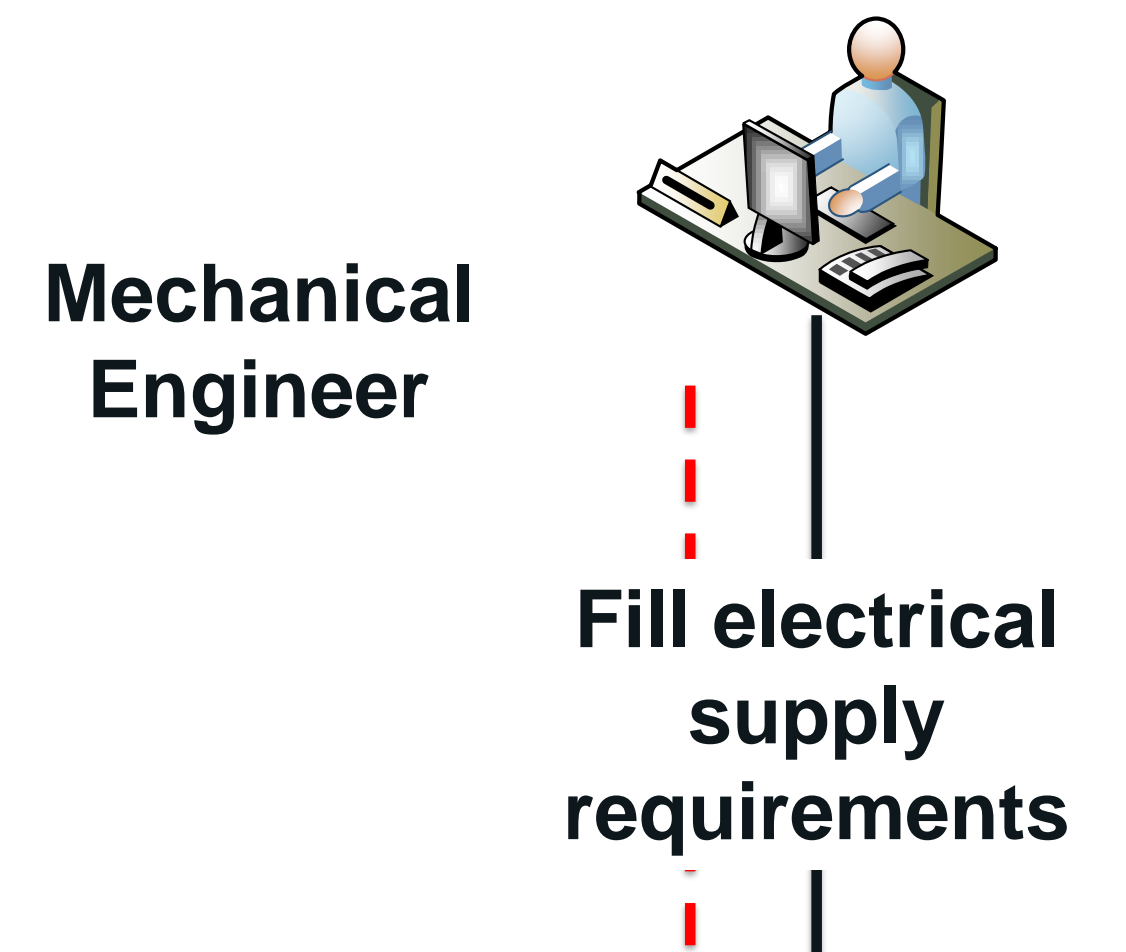 Mechanical
Engineer
Fill electrical
supply
requirements